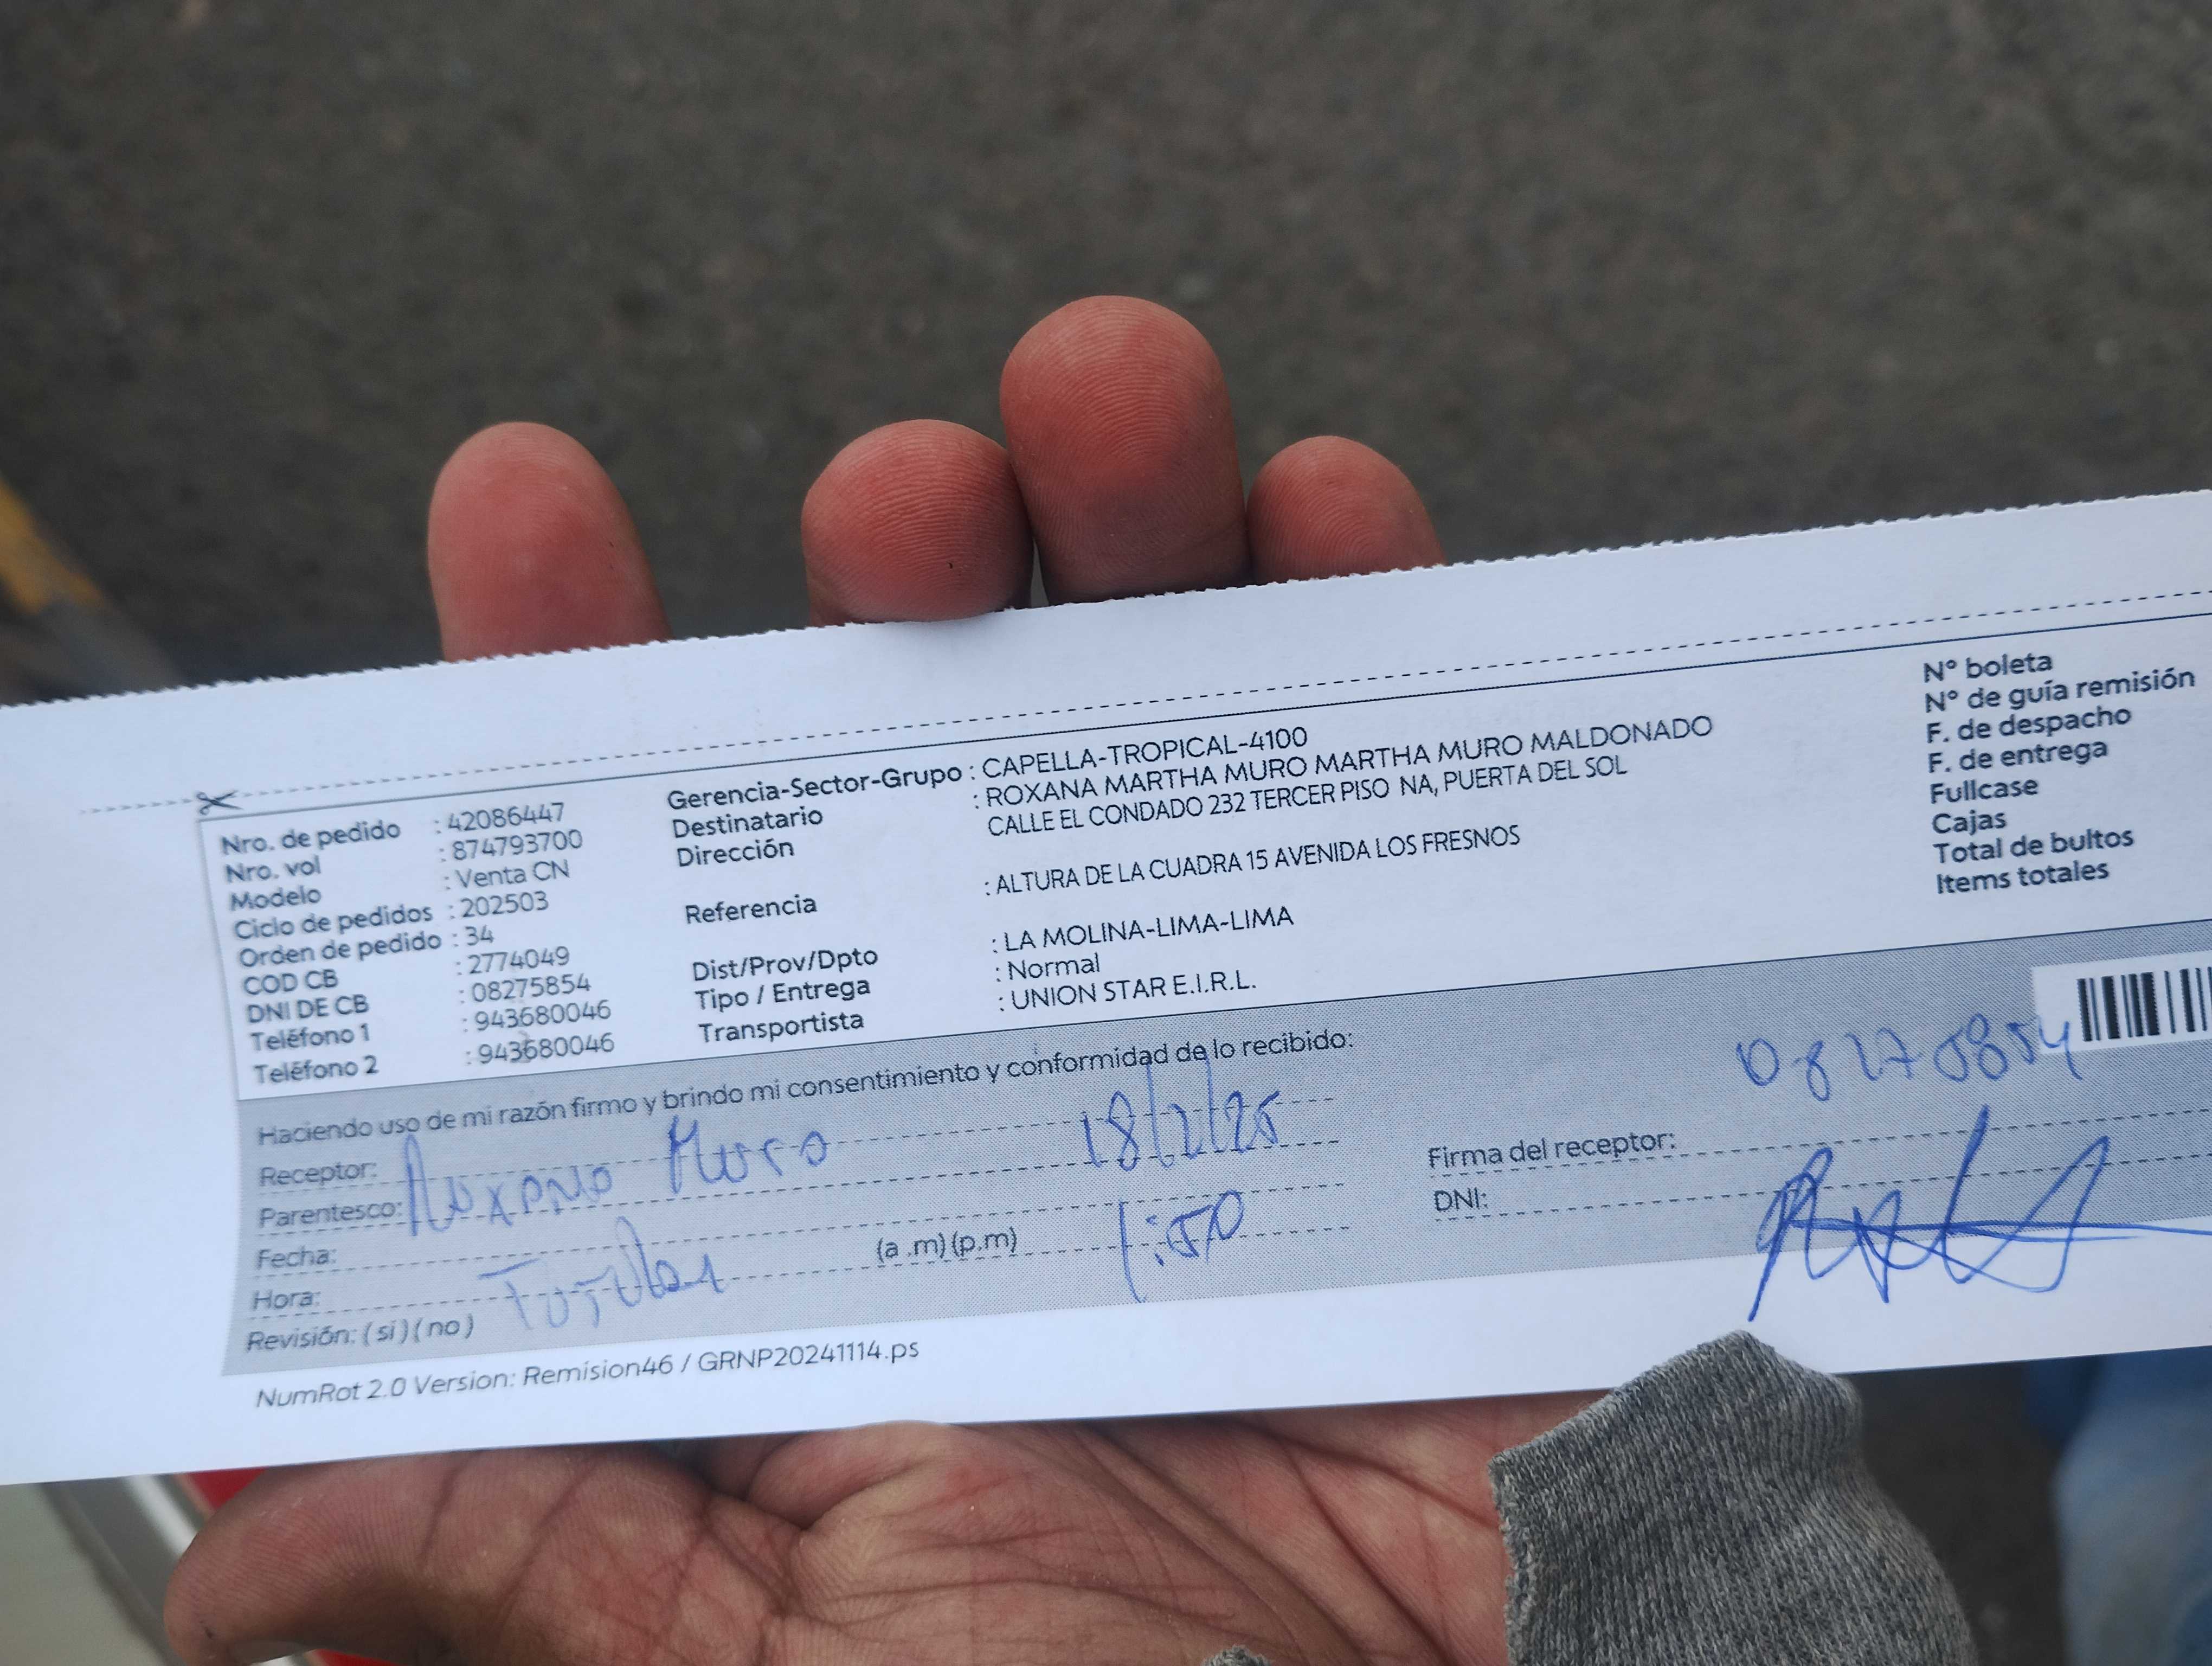 Nro. de pedido : 42086447
Nro. vol : 874793700
Modelo : Venta CN
Ciclo de pedidos : 202503
Orden de pedido : 34
COD CB : 2774049
DNI DE CB : 08275854
Teléfono 1 : 943680046
Teléfono 2 : 943680046
Gerencia-Sector-Grupo : CAPELLA-TROPICAL-4100
Destinatario : ROXANA MARTHA MURO MARTHA MURO MALDONADO
Dirección CALLE EL CONDADO 232 TERCER PISO NA, PUERTA DEL SOL
Referencia : ALTURA DE LA CUADRA 15 AVENIDA LOS FRESNOS
Dist/Prov/Dpto : LA MOLINA-LIMA-LIMA
Tipo / Entrega : Normal
Transportista : UNION STAR E.I.R.L.
N° boleta
N° de guía remisión
F. de despacho
F. de entrega
Fullcase
Cajas
Total de bultos
Items totales
Haciendo uso de mi razón firmo y brindo mi consentimiento y conformidad de lo recibido:
Receptor: Roxana Muro 18/2/25
Parentesco:
Fecha:
Hora: Titular (a .m)(p.m) 1:50
Revisión: ( si ) ( no )
08275854
Firma del receptor:
DNI:
NumRot 2.0 Version: Remision46 / GRNP20241114.ps